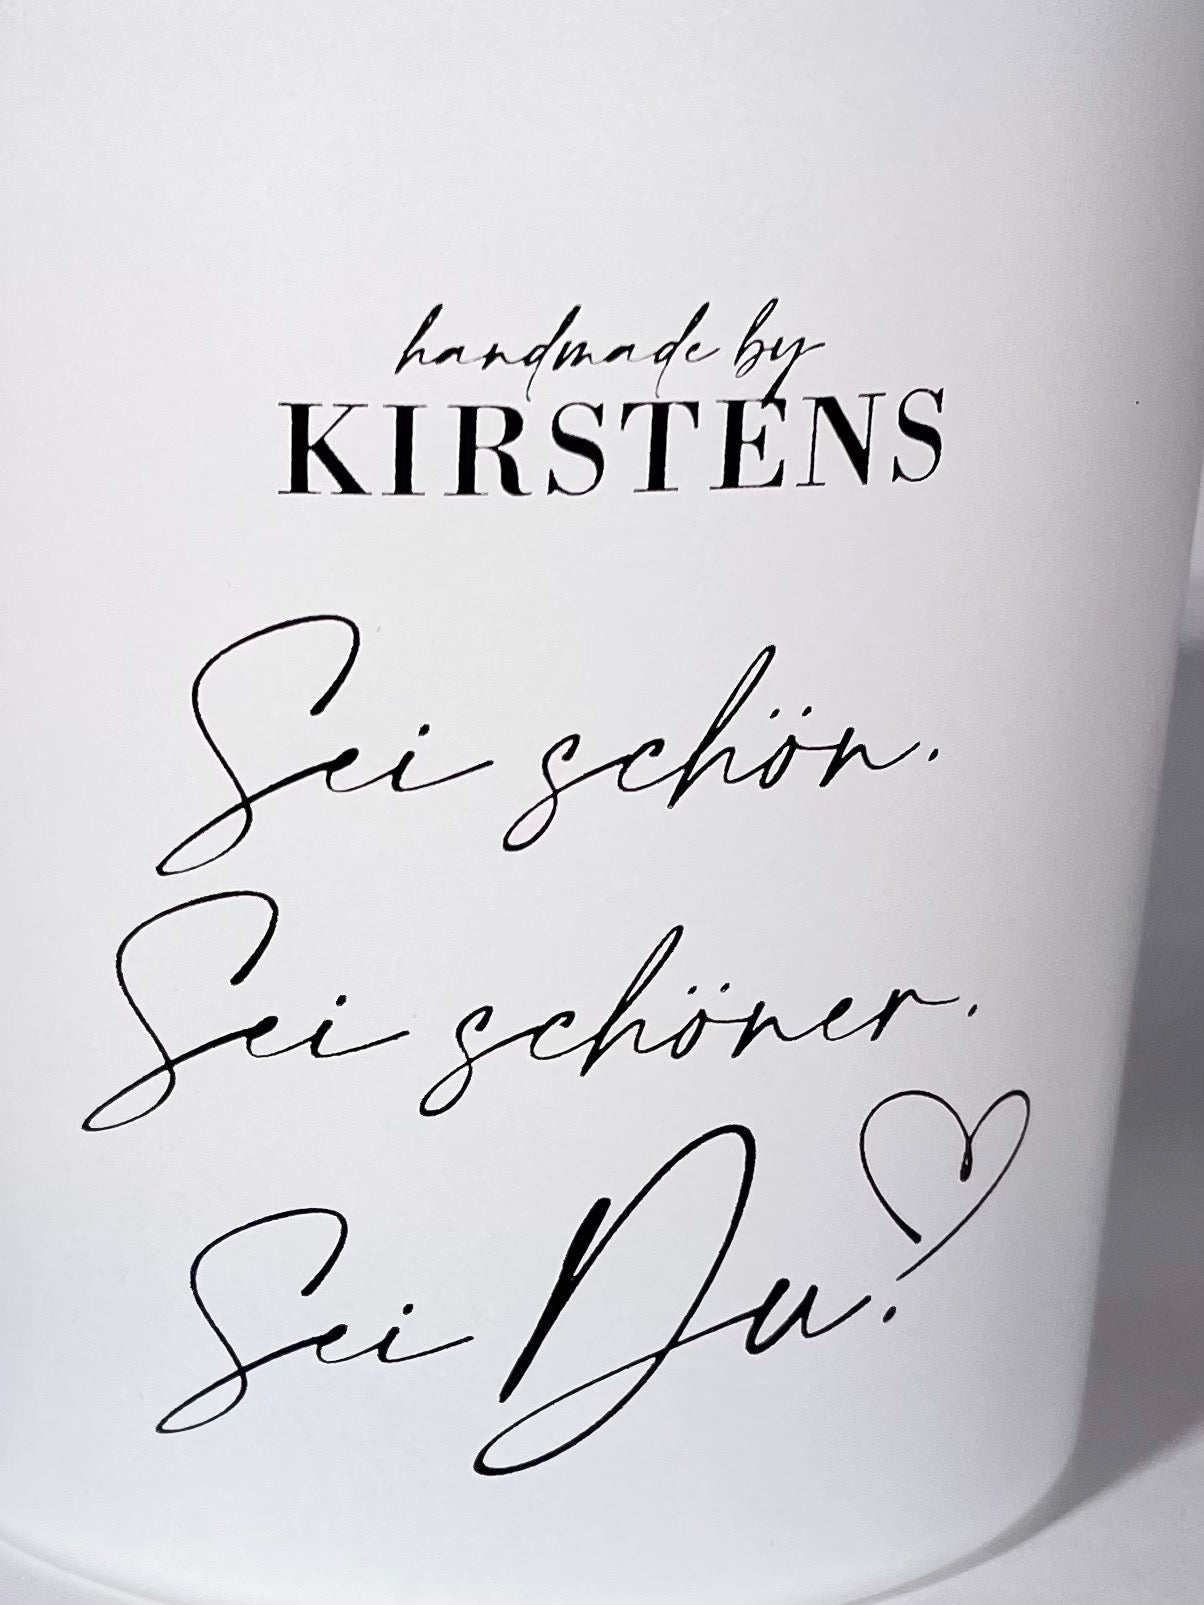 handmade by
KIRSTENS
Sei schön.
Sei schöner.
Sei Du.